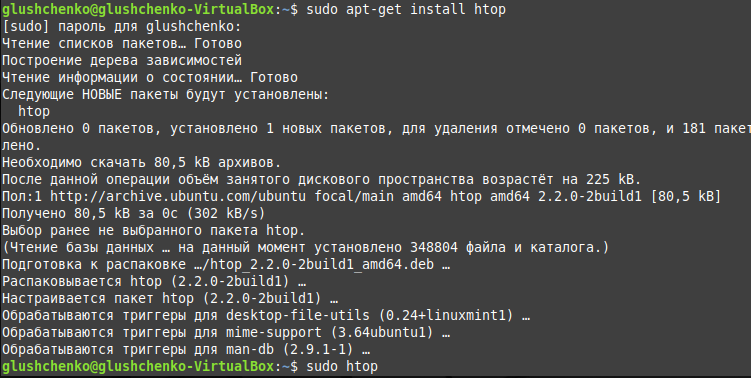 glushchenko@glushchenko-VirtualBox:~$ sudo apt-get install htop
[sudo] пароль для glushchenko:
Чтение списков пакетов… Готово
Построение дерева зависимостей
Чтение информации о состоянии… Готово
Следующие НОВЫЕ пакеты будут установлены:
  htop
Обновлено 0 пакетов, установлено 1 новых пакетов, для удаления отмечено 0 пакетов, и 181 пакет
лено.
Необходимо скачать 80,5 kB архивов.
После данной операции объём занятого дискового пространства возрастёт на 225 kB.
Пол:1 http://archive.ubuntu.com/ubuntu focal/main amd64 htop amd64 2.2.0-2build1 [80,5 kB]
Получено 80,5 kB за 0с (302 kB/s)
Выбор ранее не выбранного пакета htop.
(Чтение базы данных … на данный момент установлено 348804 файла и каталога.)
Подготовка к распаковке …/htop_2.2.0-2build1_amd64.deb …
Распаковывается htop (2.2.0-2build1) …
Настраивается пакет htop (2.2.0-2build1) …
Обрабатываются триггеры для desktop-file-utils (0.24+linuxmint1) …
Обрабатываются триггеры для mime-support (3.64ubuntu1) …
Обрабатываются триггеры для man-db (2.9.1-1) …
glushchenko@glushchenko-VirtualBox:~$ sudo htop